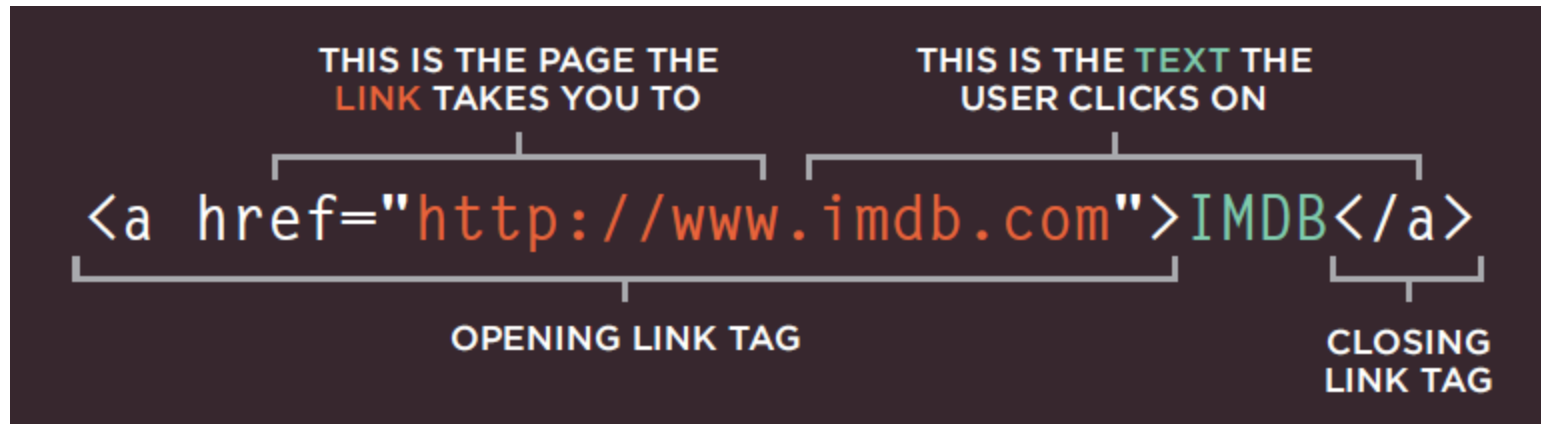 THIS IS THE PAGE THE
LINK TAKES YOU TO
THIS IS THE TEXT THE
USER CLICKS ON
<a href="http://www.imdb.com">IMDB</a>
OPENING LINK TAG
CLOSING
LINK TAG